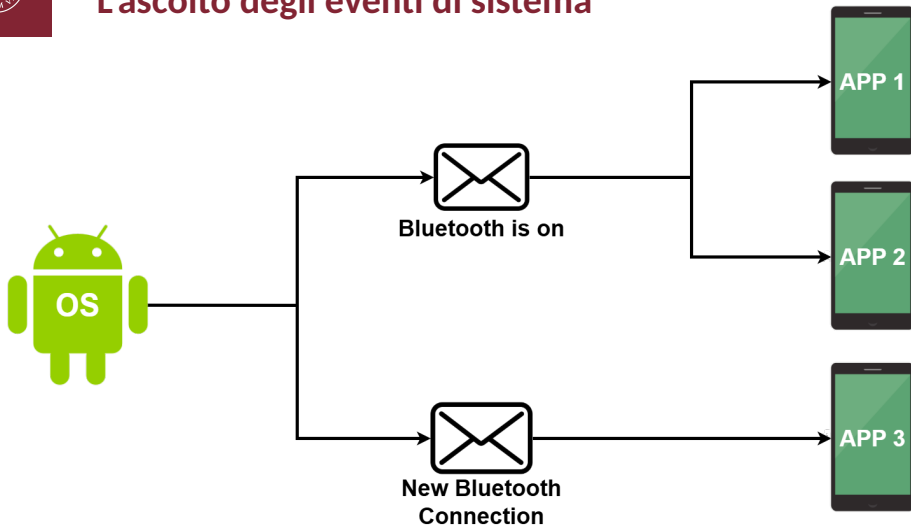 L'ascolto degli eventi di sistema
APP 1
Bluetooth is on
APP 2
OS
APP 3
New Bluetooth
Connection